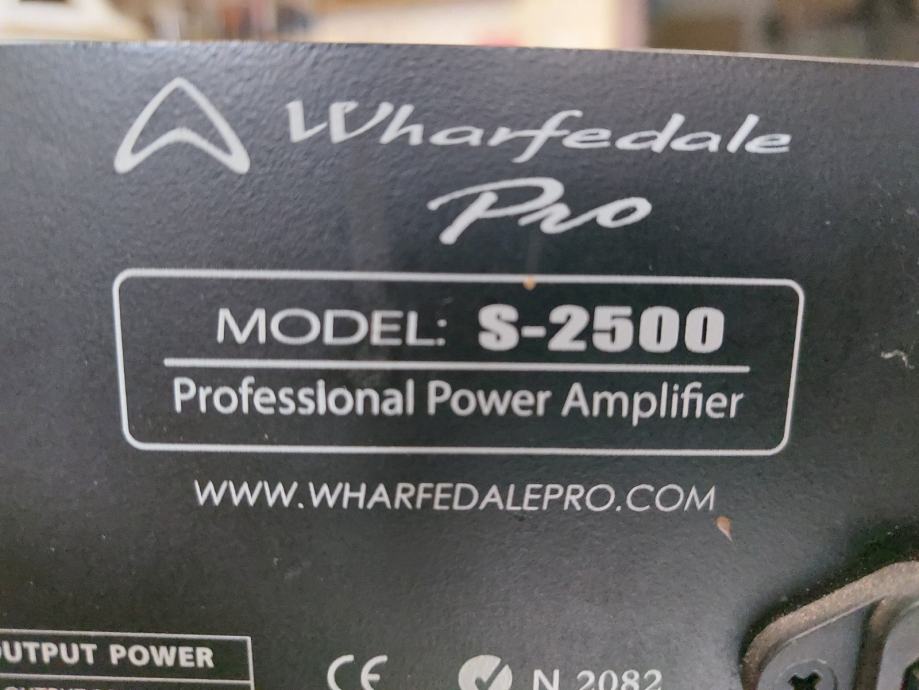 Wharfedale
Pro
MODEL: S-2500
Professional Power Amplifier
WWW.WHARFEDALEPRO.COM
OUTPUT POWER
CE
N 2082